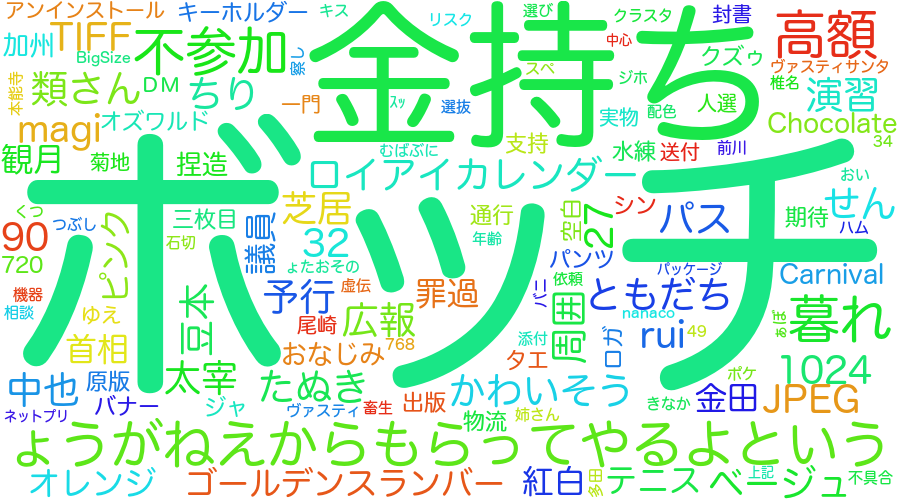 アンインストール
キーホルダー
キス
リスク
選び
クラスタ
封書
加州
TIFF
BigSize
不参加
金持ち
中心
スペ
ジホ
クズゥ
高額
ヴァスティサンタ
本能寺
類さん
DM
ちり
察し
一門
選抜
実物
配色
人選
椎名
演習
magi
オズワルド
支持
水練
送付
前川
Chocolate
34
観月
菊地
捏造
むばぶに
ロイアイカレンダー
おい
せん
くつ
つぶし
ボッチ
三枚目
芝居
通行
空白
27
シン
パス
期待
ハム
90
石切
ピンク
議員
32
年齢
周囲
パンツ
パッケージ
Carnival
720
ょたおその
機器
虚伝
予行
罪過
バニ
依頼
ともだち
nanaco
暮れ
相談
ゆえ
豆本
尾崎
広報
添付
ロガ
rui
49
あぽ
首相
768
おなじみ
タエ
ポケ
1024
中也
原版
太宰
たぬき
かわいそう
金田
JPEG
ネットプリ
バナー
ジャ
ヴァスティ
畜生
出版
物流
姉さん
きなか
ょうがねえからもらってやるよという
オレンジ
ゴールデンスランバー
紅白
多田
テニス
ベージュ
上記
不具合
ｽｯ